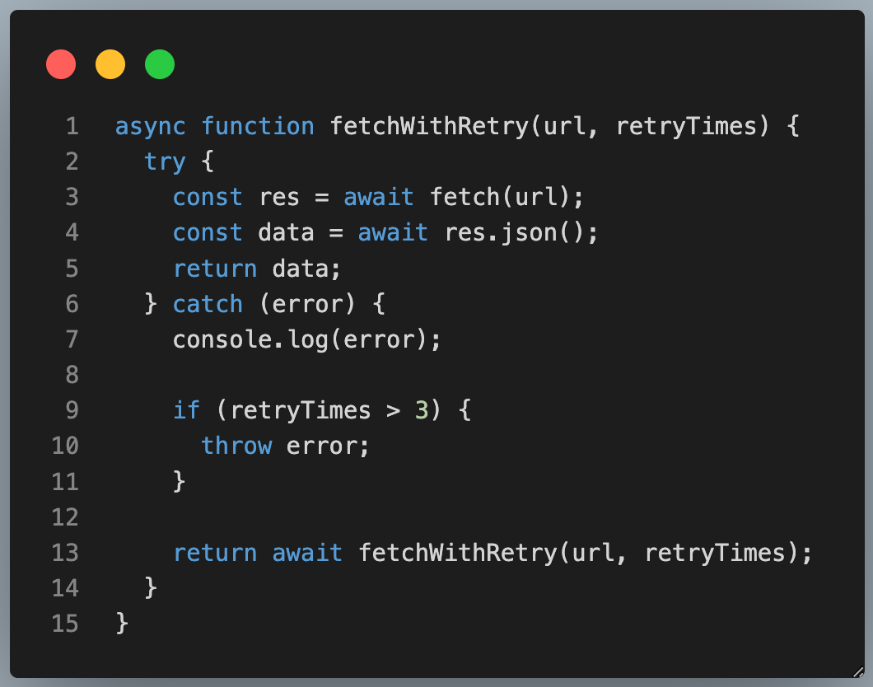 1 async function fetchWithRetry(url, retryTimes) {
2   try {
3     const res = await fetch(url);
4     const data = await res.json();
5     return data;
6   } catch (error) {
7     console.log(error);
8
9     if (retryTimes > 3) {
10       throw error;
11     }
12
13     return await fetchWithRetry(url, retryTimes);
14   }
15 }